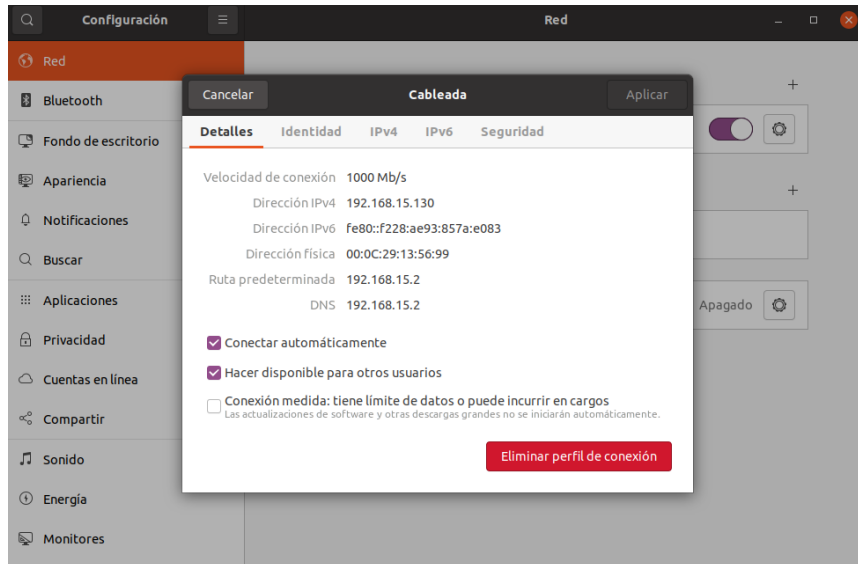 Configuración
Red
Red
Bluetooth
Fondo de escritorio
Apariencia
Notificaciones
Buscar
Aplicaciones
Privacidad
Cuentas en línea
Compartir
Sonido
Energía
Monitores
Cancelar
Cableada
Aplicar
Detalles Identidad IPv4 IPv6 Seguridad
Velocidad de conexión 1000 Mb/s
Dirección IPv4 192.168.15.130
Dirección IPv6 fe80::f228:ae93:857a:e083
Dirección física 00:0C:29:13:56:99
Ruta predeterminada 192.168.15.2
DNS 192.168.15.2
Conectar automáticamente
Hacer disponible para otros usuarios
Conexión medida: tiene límite de datos o puede incurrir en cargos
Las actualizaciones de software y otras descargas grandes no se iniciarán automáticamente.
Eliminar perfil de conexión
Apagado